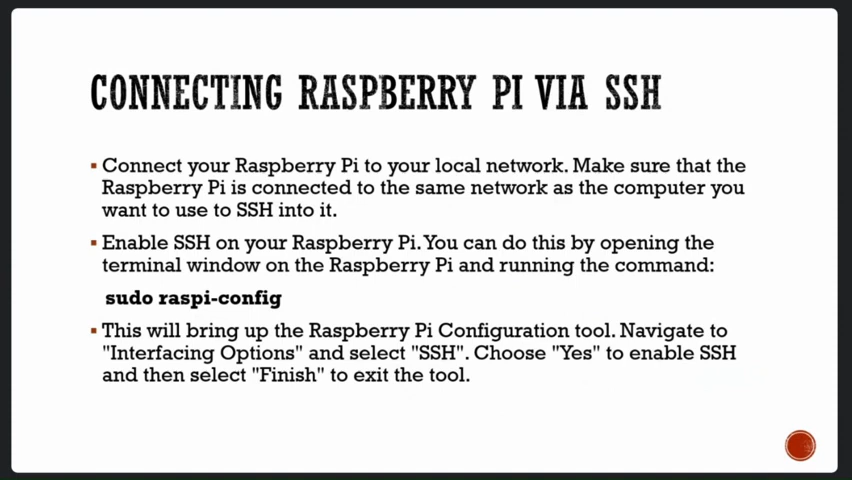 CONNECTING RASPBERRY PI VIA SSH
▪ Connect your Raspberry Pi to your local network. Make sure that the
Raspberry Pi is connected to the same network as the computer you
want to use to SSH into it.
▪ Enable SSH on your Raspberry Pi. You can do this by opening the
terminal window on the Raspberry Pi and running the command:
sudo raspi-config
▪ This will bring up the Raspberry Pi Configuration tool. Navigate to
"Interfacing Options" and select "SSH". Choose "Yes" to enable SSH
and then select "Finish" to exit the tool.